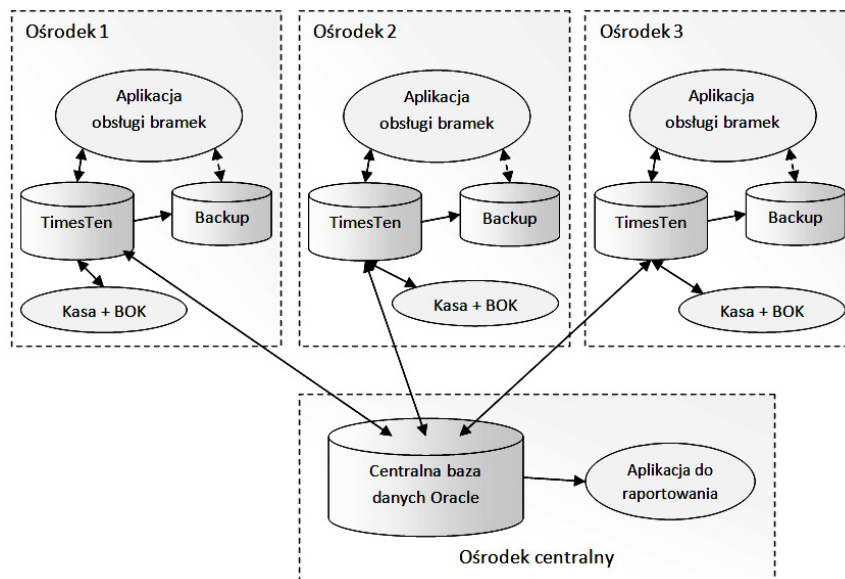 Ośrodek 1
Aplikacja
obsługi bramek
TimesTen
Backup
Kasa + BOK
Ośrodek 2
Aplikacja
obsługi bramek
TimesTen
Backup
Kasa + BOK
Ośrodek 3
Aplikacja
obsługi bramek
TimesTen
Backup
Kasa + BOK
Centralna baza
danych Oracle
Aplikacja do
raportowania
Ośrodek centralny